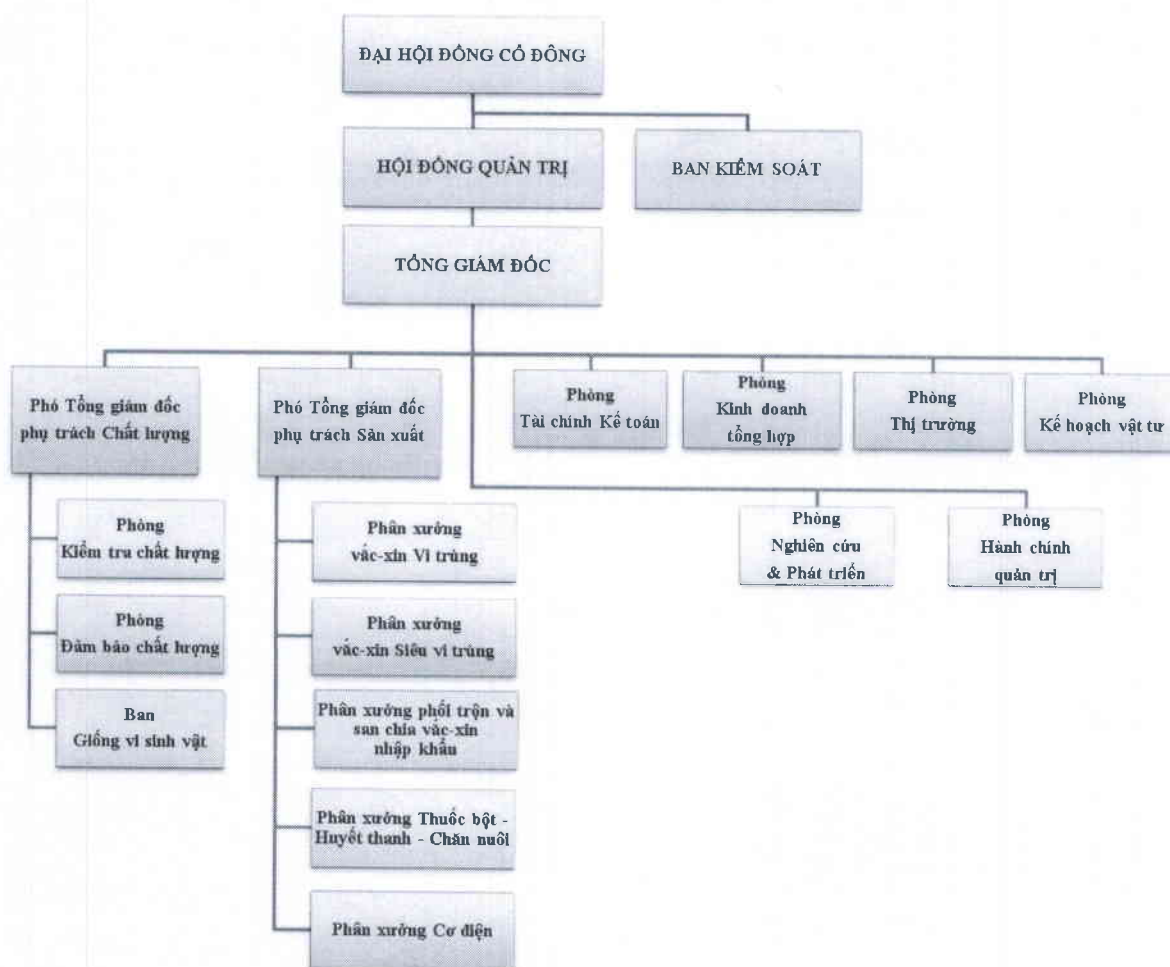 ĐẠI HỘI ĐỒNG CỔ ĐÔNG
HỘI ĐỒNG QUẢN TRỊ
BAN KIỂM SOÁT
TỔNG GIÁM ĐỐC
Phó Tổng giám đốc
phụ trách Chất lượng
Phó Tổng giám đốc
phụ trách Sản xuất
Phòng
Tài chính Kế toán
Phòng
Kinh doanh
tổng hợp
Phòng
Thị trường
Phòng
Kế hoạch vật tư
Phòng
Kiểm tra chất lượng
Phòng
Đảm bảo chất lượng
Ban
Giống vi sinh vật
Phân xưởng
vắc-xin Vi trùng
Phân xưởng
vắc-xin Siêu vi trùng
Phân xưởng phối trộn và
san chia vắc-xin
nhập khẩu
Phân xưởng Thuốc bột -
Huyết thanh - Chăn nuôi
Phân xưởng Cơ điện
Phòng
Nghiên cứu
& Phát triển
Phòng
Hành chính
quản trị